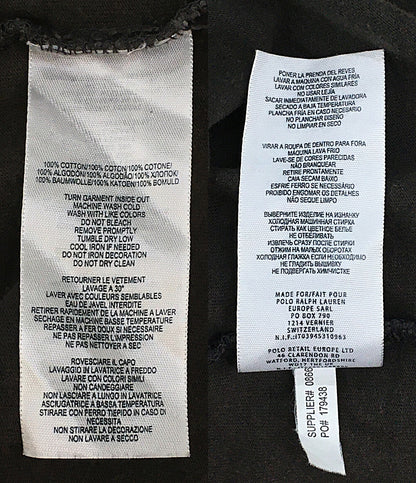 100% COTTON/100% COTON/100% COTONE/
100% ALGODÃO/100% ALGODÓN/100% ХЛОПОК/
100% BAUMWOLLE/100% KATOEN/100% BOMULD
TURN GARMENT INSIDE OUT
MACHINE WASH COLD
WASH WITH LIKE COLORS
DO NOT BLEACH
REMOVE PROMPTLY
TUMBLE DRY LOW
COOL IRON IF NEEDED
DO NOT IRON DECORATION
DO NOT DRY CLEAN
RETOURNER LE VETEMENT
LAVAGE A 30°
LAVER AVEC COULEURS SEMBLABLES
EAU DE JAVEL INTERDITE
RETIRER RAPIDEMENT DE LA MACHINE A LAVER
SECHAGE EN MACHINE BASSE TEMPERATURE
REPASSER A FER DOUX SI NECESSAIRE
NE PAS REPASSER L'IMPRESSION
NE PAS NETTOYER A SEC
ROVESCIARE IL CAPO
LAVAGGIO IN LAVATRICE A FREDDO
LAVARE CON COLORI SIMILI
NON CANDEGGIARE
NON LASCIARE A LUNGO IN LAVATRICE
ASCIUGATRICE A BASSA TEMPERATURA
STIRARE CON FERRO TIEPIDO IN CASO DI
NECESSITA
NON STIRARE LA DECORAZIONE
NON LAVARE A SECCO
PONER LA PRENDA DEL REVES
LAVAR A MAQUINA CON AGUA FRIA
LAVAR CON COLORES SIMILARES
NO USAR LEJIA
SACAR INMEDIATAMENTE DE LAVADORA
SECADO A BAJA TEMPERATURA
PLANCHA FRÍA EN CASO NECESARIO
NO PLANCHAR DISEÑO
NO LIMPIAR EN SECO
VIRAR A ROUPA DE DENTRO PARA FORA
MAQUINA LAVA FRIO
LAVE-SE DE CORES PARECIDAS
NÃO BRANQUEAR
CAIA SECAM BAIXO
ESFRIE FERRO SE NECESSÁRIO
PROIBIDO ENGOMAR OS DETALHES
NÃO SEQUE LIMPO
ВЫВЕРНИТЕ ИЗДЕЛИЕ НА ИЗНАНКУ
ХОЛОДНАЯ МАШИННАЯ СТИРКА
СТИРАТЬ КАК ЦВЕТНОЕ БЕЛЬЕ
НЕ ОТБЕЛИВАТЬ
ИЗВЛЕЧЬ СРАЗУ ПОСЛЕ СТИРКИ
ОТЖИМ НА МАЛЫХ ОБОРОТАХ
ХОЛОДНАЯ ГЛАЖКА ЕСЛИ НЕОБХОДИМО
НЕ ГЛАДИТЬ ВЫШИВКУ
НЕ ПОДВЕРГАТЬ ХИМЧИСТКЕ
MADE FOR/FAIT POUR
POLO RALPH LAUREN
EUROPE SARL
PO BOX 790
1214 VERNIER
SWITZERLAND
N.I.F:IT03945310963
POLO RETAIL EUROPE LTD
46 CLARENDON RD
WATFORD, HERTFORDSHIRE
SUPPLIER# 0866
PO# 179438